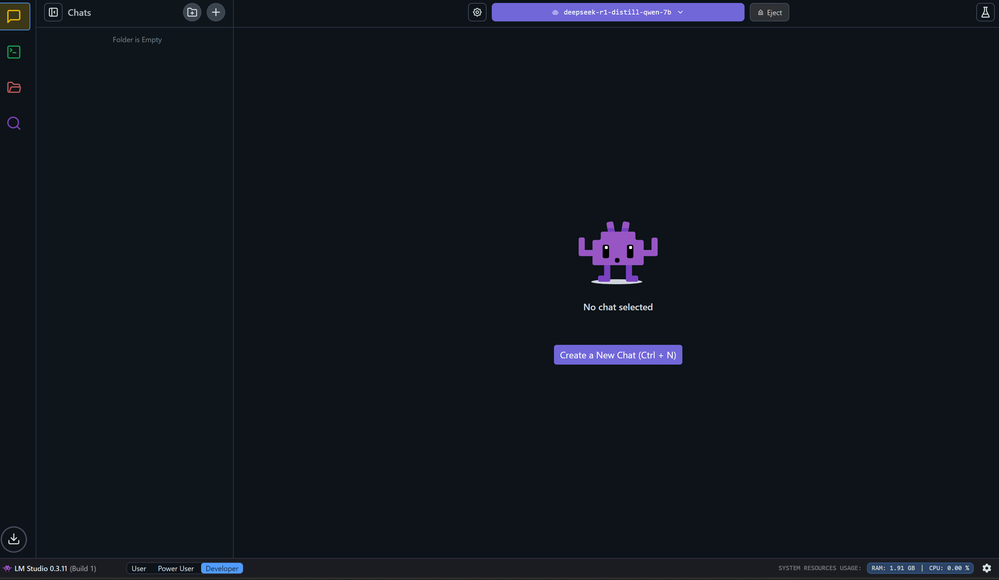 Chats
deepseek-r1-distill-qwen-7b
Eject
Folder is Empty
No chat selected
Create a New Chat (Ctrl + N)
LM Studio 0.3.11 (Build 1)
User Power User Developer
SYSTEM RESOURCES USAGE: RAM: 1.91 GB | CPU: 0.00 %